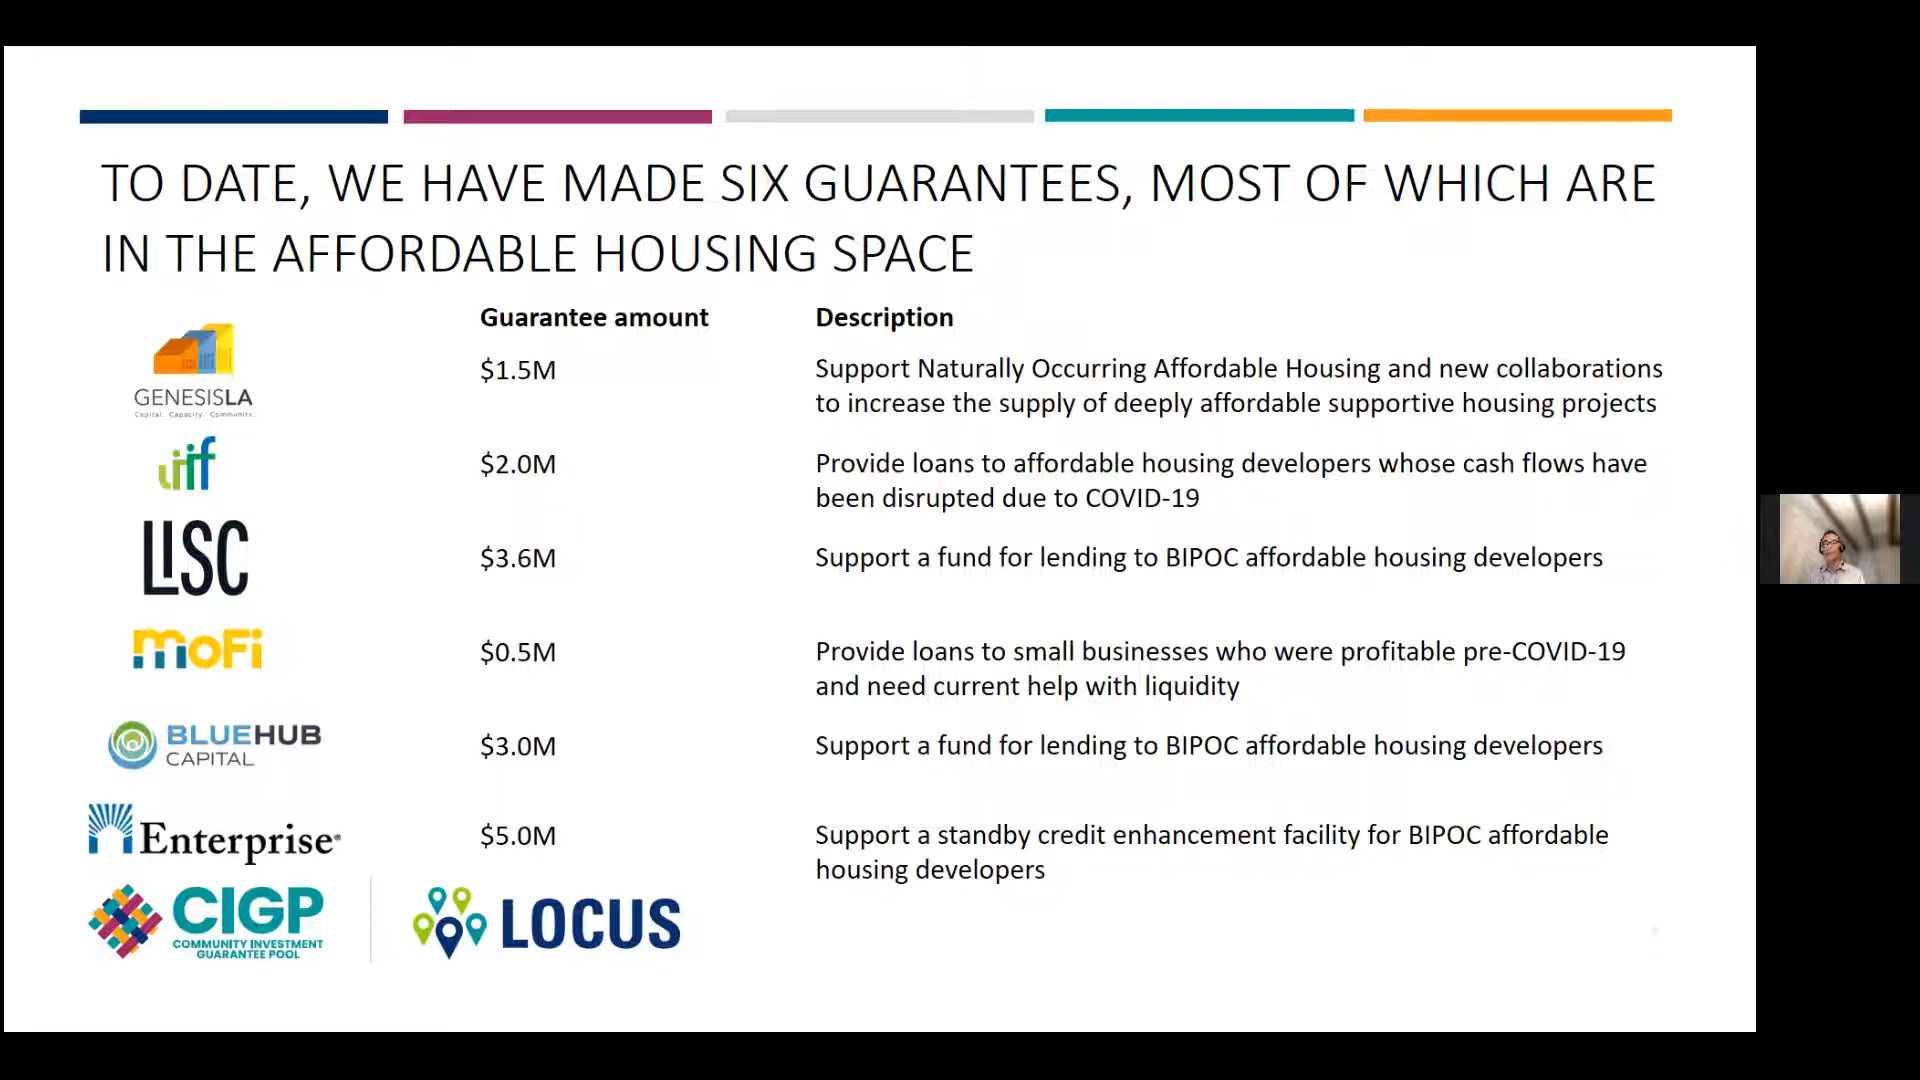 TO DATE, WE HAVE MADE SIX GUARANTEES, MOST OF WHICH ARE
IN THE AFFORDABLE HOUSING SPACE
Guarantee amount
Description
GENESISLA
Capital. Capacity. Community.
$1.5M
Support Naturally Occurring Affordable Housing and new collaborations
to increase the supply of deeply affordable supportive housing projects
liif
$2.0M
Provide loans to affordable housing developers whose cash flows have
been disrupted due to COVID-19
LISC
$3.6M
Support a fund for lending to BIPOC affordable housing developers
MOFi
$0.5M
Provide loans to small businesses who were profitable pre-COVID-19
and need current help with liquidity
BLUEHUB
CAPITAL
$3.0M
Support a fund for lending to BIPOC affordable housing developers
Enterprise®
$5.0M
Support a standby credit enhancement facility for BIPOC affordable
housing developers
CIGP
COMMUNITY INVESTMENT
GUARANTEE POOL
LOCUS